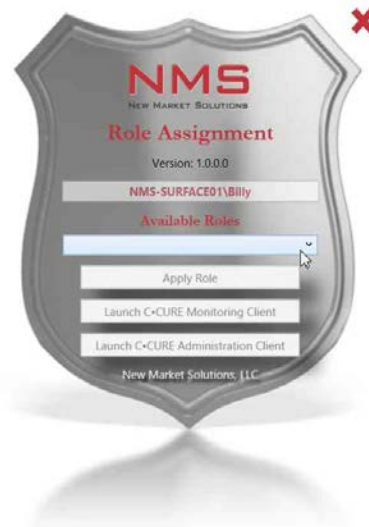 NMS
New Market Solutions
Role Assignment
Version: 1.0.0.0
NMS-SURFACE01\Billy
Available Roles
Apply Role
Launch C•CURE Monitoring Client
Launch C•CURE Administration Client
New Market Solutions, LLC